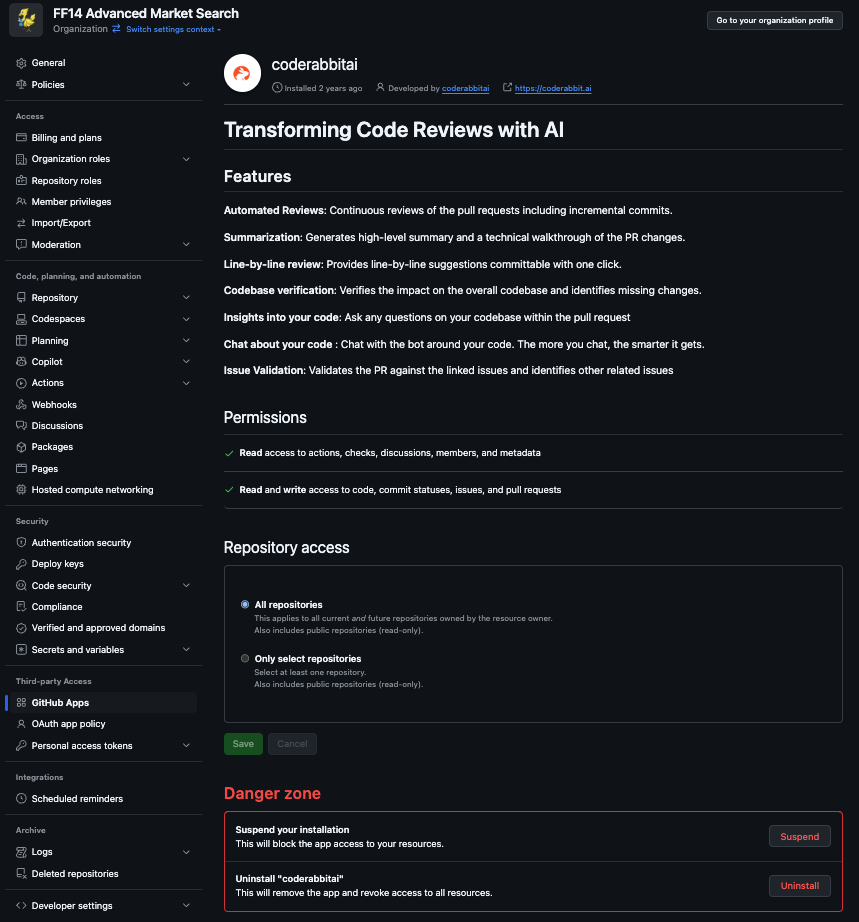 FF14 Advanced Market Search
Organization Switch settings context
Go to your organization profile
General
Policies
Access
Billing and plans
Organization roles
Repository roles
Member privileges
Import/Export
Moderation
Code, planning, and automation
Repository
Codespaces
Planning
Copilot
Actions
Webhooks
Discussions
Packages
Pages
Hosted compute networking
Security
Authentication security
Deploy keys
Code security
Compliance
Verified and approved domains
Secrets and variables
Third-party Access
GitHub Apps
OAuth app policy
Personal access tokens
Integrations
Scheduled reminders
Archive
Logs
Deleted repositories
Developer settings
coderabbitai
Installed 2 years ago Developed by coderabbitai https://coderabbit.ai
Transforming Code Reviews with AI
Features
Automated Reviews: Continuous reviews of the pull requests including incremental commits.
Summarization: Generates high-level summary and a technical walkthrough of the PR changes.
Line-by-line review: Provides line-by-line suggestions committable with one click.
Codebase verification: Verifies the impact on the overall codebase and identifies missing changes.
Insights into your code: Ask any questions on your codebase within the pull request
Chat about your code : Chat with the bot around your code. The more you chat, the smarter it gets.
Issue Validation: Validates the PR against the linked issues and identifies other related issues
Permissions
Read access to actions, checks, discussions, members, and metadata
Read and write access to code, commit statuses, issues, and pull requests
Repository access
All repositories
This applies to all current and future repositories owned by the resource owner.
Also includes public repositories (read-only).
Only select repositories
Select at least one repository.
Also includes public repositories (read-only).
Save Cancel
Danger zone
Suspend your installation
This will block the app access to your resources.
Suspend
Uninstall "coderabbitai"
This will remove the app and revoke access to all resources.
Uninstall